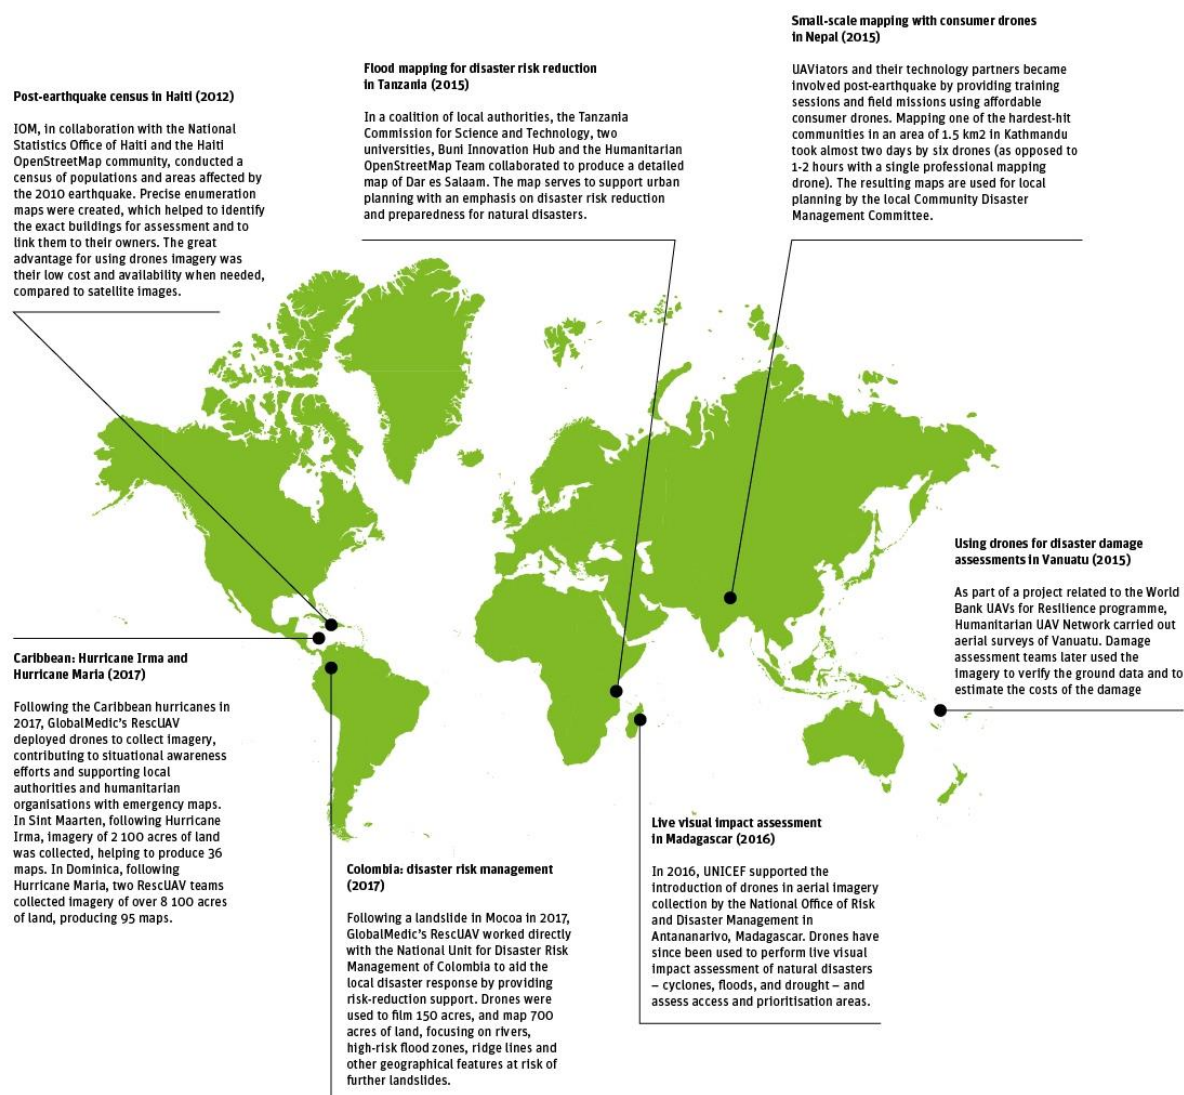 Post-earthquake census in Haiti (2012)
IOM, in collaboration with the National
Statistics Office of Haiti and the Haiti
OpenStreetMap community, conducted a
census of populations and areas affected by
the 2010 earthquake. Precise enumeration
maps were created, which helped to identify
the exact buildings for assessment and to
link them to their owners. The great
advantage for using drones imagery was
their low cost and availability when needed,
compared to satellite images.
Flood mapping for disaster risk reduction
in Tanzania (2015)
In a coalition of local authorities, the Tanzania
Commission for Science and Technology, two
universities, Buni Innovation Hub and the Humanitarian
OpenStreetMap Team collaborated to produce a detailed
map of Dar es Salaam. The map serves to support urban
planning with an emphasis on disaster risk reduction
and preparedness for natural disasters.
Small-scale mapping with consumer drones
in Nepal (2015)
UAViators and their technology partners became
involved post-earthquake by providing training
sessions and field missions using affordable
consumer drones. Mapping one of the hardest-hit
communities in an area of 1.5 km2 in Kathmandu
took almost two days by six drones (as opposed to
1-2 hours with a single professional mapping
drone). The resulting maps are used for local
planning by the local Community Disaster
Management Committee.
Using drones for disaster damage
assessments in Vanuatu (2015)
As part of a project related to the World
Bank UAVs for Resilience programme,
Humanitarian UAV Network carried out
aerial surveys of Vanuatu. Damage
assessment teams later used the
imagery to verify the ground data and to
estimate the costs of the damage
Caribbean: Hurricane Irma and
Hurricane Maria (2017)
Following the Caribbean hurricanes in
2017, GlobalMedic's RescUAV
deployed drones to collect imagery,
contributing to situational awareness
efforts and supporting local
authorities and humanitarian
organisations with emergency maps.
In Sint Maarten, following Hurricane
Irma, imagery of 2 100 acres of land
was collected, helping to produce 36
maps. In Dominica, following
Hurricane Maria, two RescUAV teams
collected imagery of over 8 100 acres
of land, producing 95 maps.
Colombia: disaster risk management
(2017)
Following a landslide in Mocoa in 2017,
GlobalMedic's RescUAV worked directly
with the National Unit for Disaster Risk
Management of Colombia to aid the
local disaster response by providing
risk-reduction support. Drones were
used to film 150 acres, and map 700
acres of land, focusing on rivers,
high-risk flood zones, ridge lines and
other geographical features at risk of
further landslides.
Live visual impact assessment
in Madagascar (2016)
In 2016, UNICEF supported the
introduction of drones in aerial imagery
collection by the National Office of Risk
and Disaster Management in
Antananarivo, Madagascar. Drones have
since been used to perform live visual
impact assessment of natural disasters
– cyclones, floods, and drought – and
assess access and prioritisation areas.